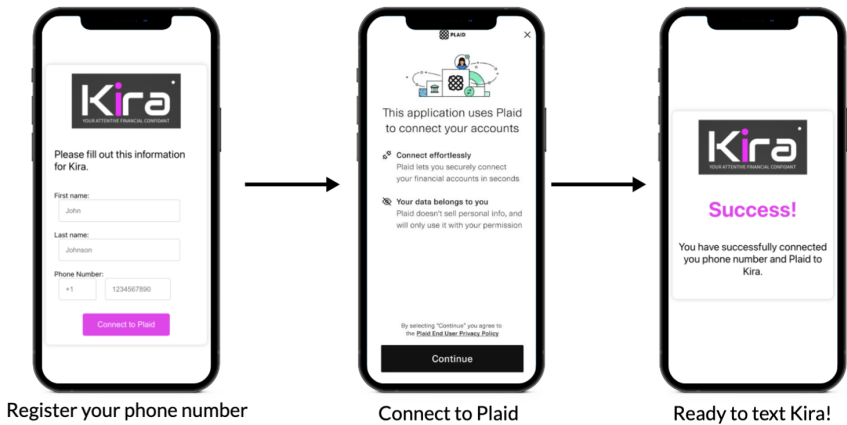 Kira
YOUR ATTENTIVE FINANCIAL CONFIDANT
Please fill out this information
for Kira.
First name:
John
Last name:
Johnson
Phone Number:
+1
1234567890
Connect to Plaid
Register your phone number
PLAID
This application uses Plaid
to connect your accounts
Connect effortlessly
Plaid lets you securely connect
your financial accounts in seconds
Your data belongs to you
Plaid doesn't sell personal info, and
will only use it with your permission
By selecting "Continue" you agree to
the Plaid End User Privacy Policy
Continue
Connect to Plaid
Kira
YOUR ATTENTIVE FINANCIAL CONFIDANT
Success!
You have successfully connected
you phone number and Plaid to
Kira.
Ready to text Kira!